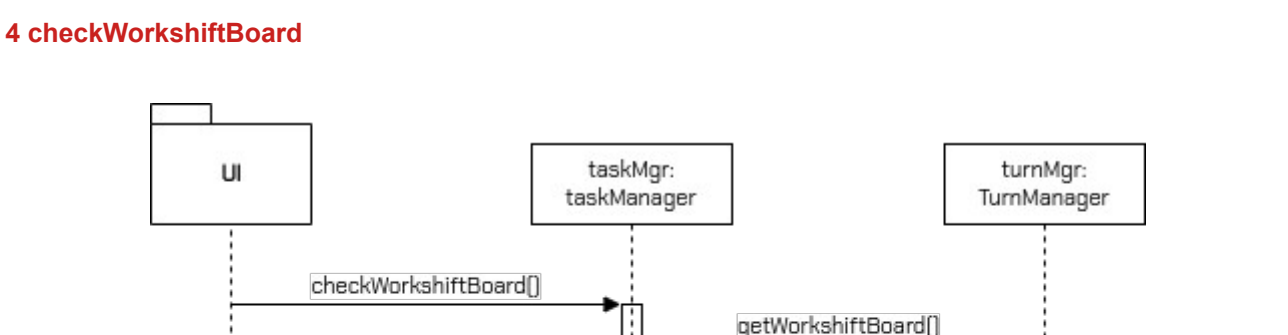 4 checkWorkshiftBoard
UI
taskMgr:
taskManager
turnMgr:
TurnManager
checkWorkshiftBoard()
getWorkshiftBoard()